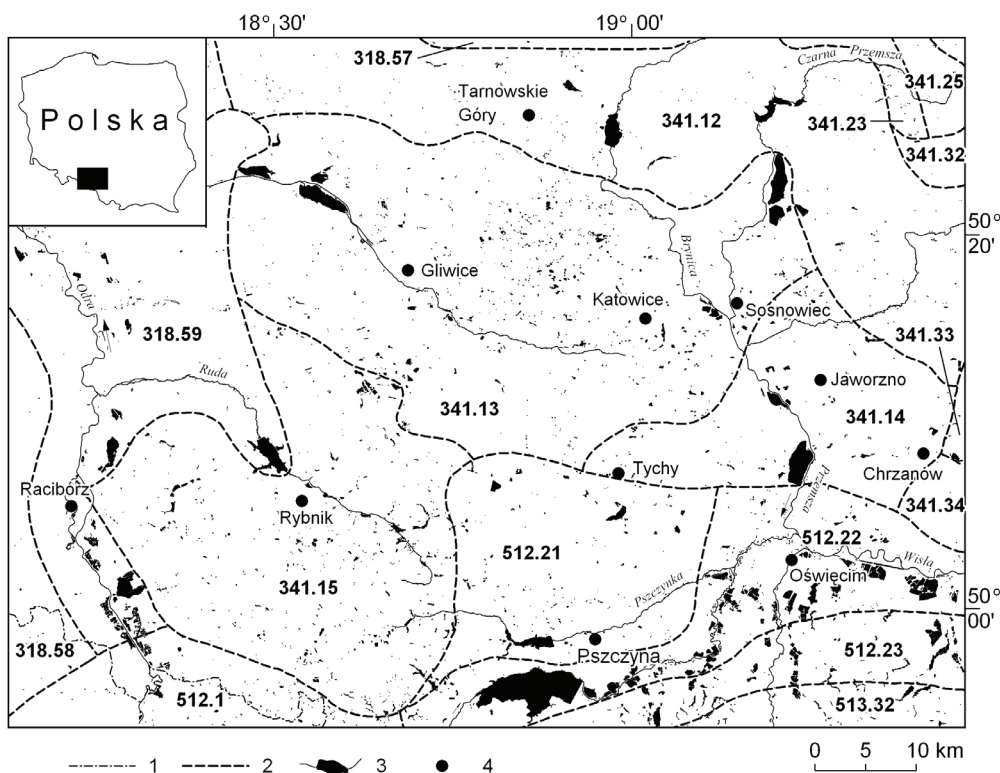 18° 30'
19° 00'
Polska
318.57
Czarna Przemsza
341.25
Tarnowskie
Góry
341.12
341.23
341.32
50°
20'
Gliwice
Brynica
Odra
Katowice
Sosnowiec
318.59
341.33
Ruda
Jaworzno
341.13
341.14
Tychy
Chrzanów
Racibórz
Przemsza
341.34
Rybnik
512.21
512.22
Wisła
Oświęcim
341.15
Pszczynka
50°
00'
318.58
Pszczyna
512.23
512.1
513.32
1 2 3 4
0 5 10 km